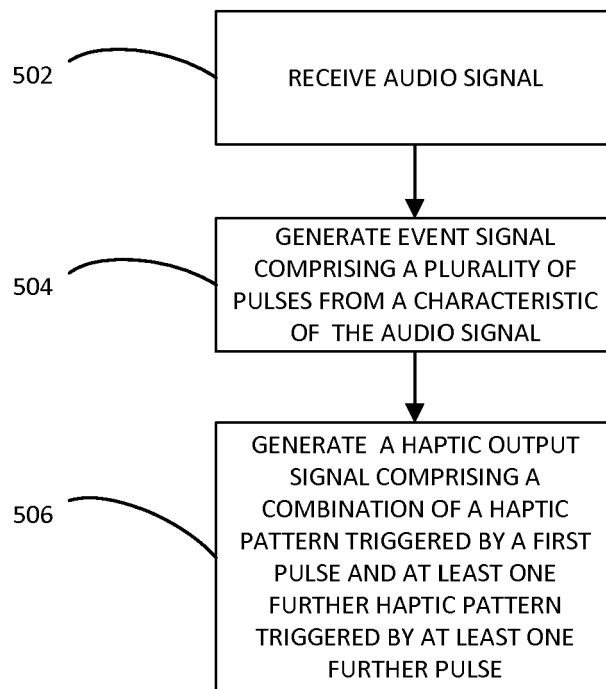 502
RECEIVE AUDIO SIGNAL
504
GENERATE EVENT SIGNAL
COMPRISING A PLURALITY OF
PULSES FROM A CHARACTERISTIC
OF THE AUDIO SIGNAL
506
GENERATE A HAPTIC OUTPUT
SIGNAL COMPRISING A
COMBINATION OF A HAPTIC
PATTERN TRIGGERED BY A FIRST
PULSE AND AT LEAST ONE
FURTHER HAPTIC PATTERN
TRIGGERED BY AT LEAST ONE
FURTHER PULSE